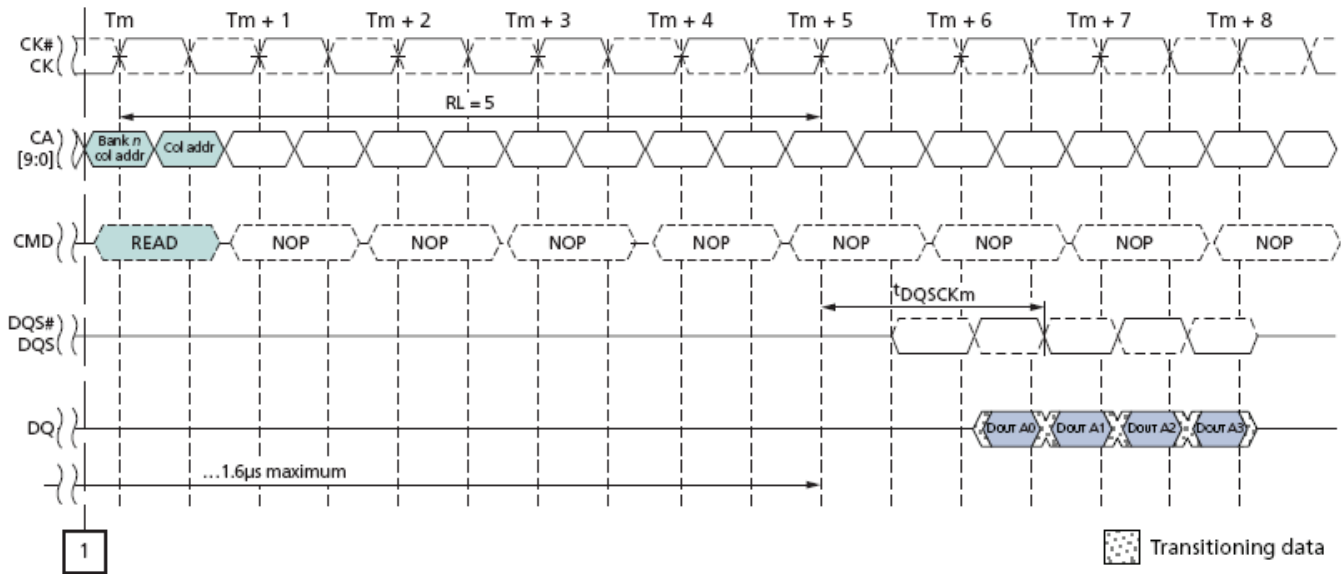 Tm Tm + 1 Tm + 2 Tm + 3 Tm + 4 Tm + 5 Tm + 6 Tm + 7 Tm + 8
CK#
CK
RL = 5
CA
[9:0]
Bank n
col addr
Col addr
CMD READ NOP NOP NOP NOP NOP NOP NOP NOP
tDQSCKm
DQS#
DQS
DQ DOUT A0 DOUT A1 DOUT A2 DOUT A3
...1.6µs maximum
1
Transitioning data